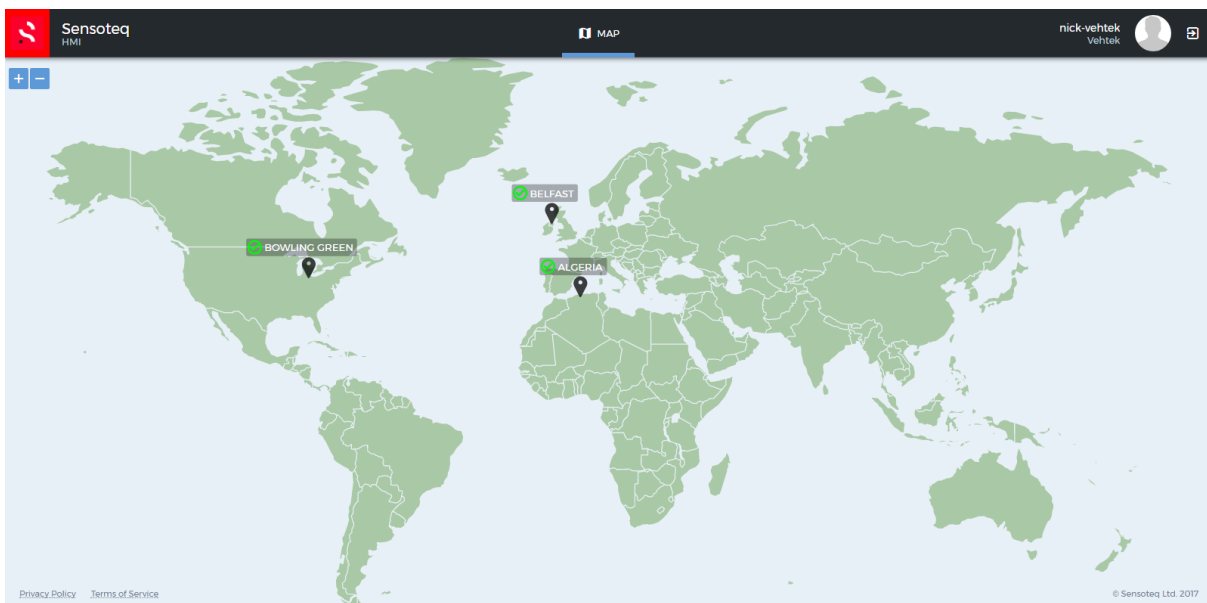 Sensoteq
HMI
MAP
nick-vehtek
Vehtek
+
−
BELFAST
BOWLING GREEN
ALGERIA
Privacy Policy
Terms of Service
© Sensoteq Ltd. 2017